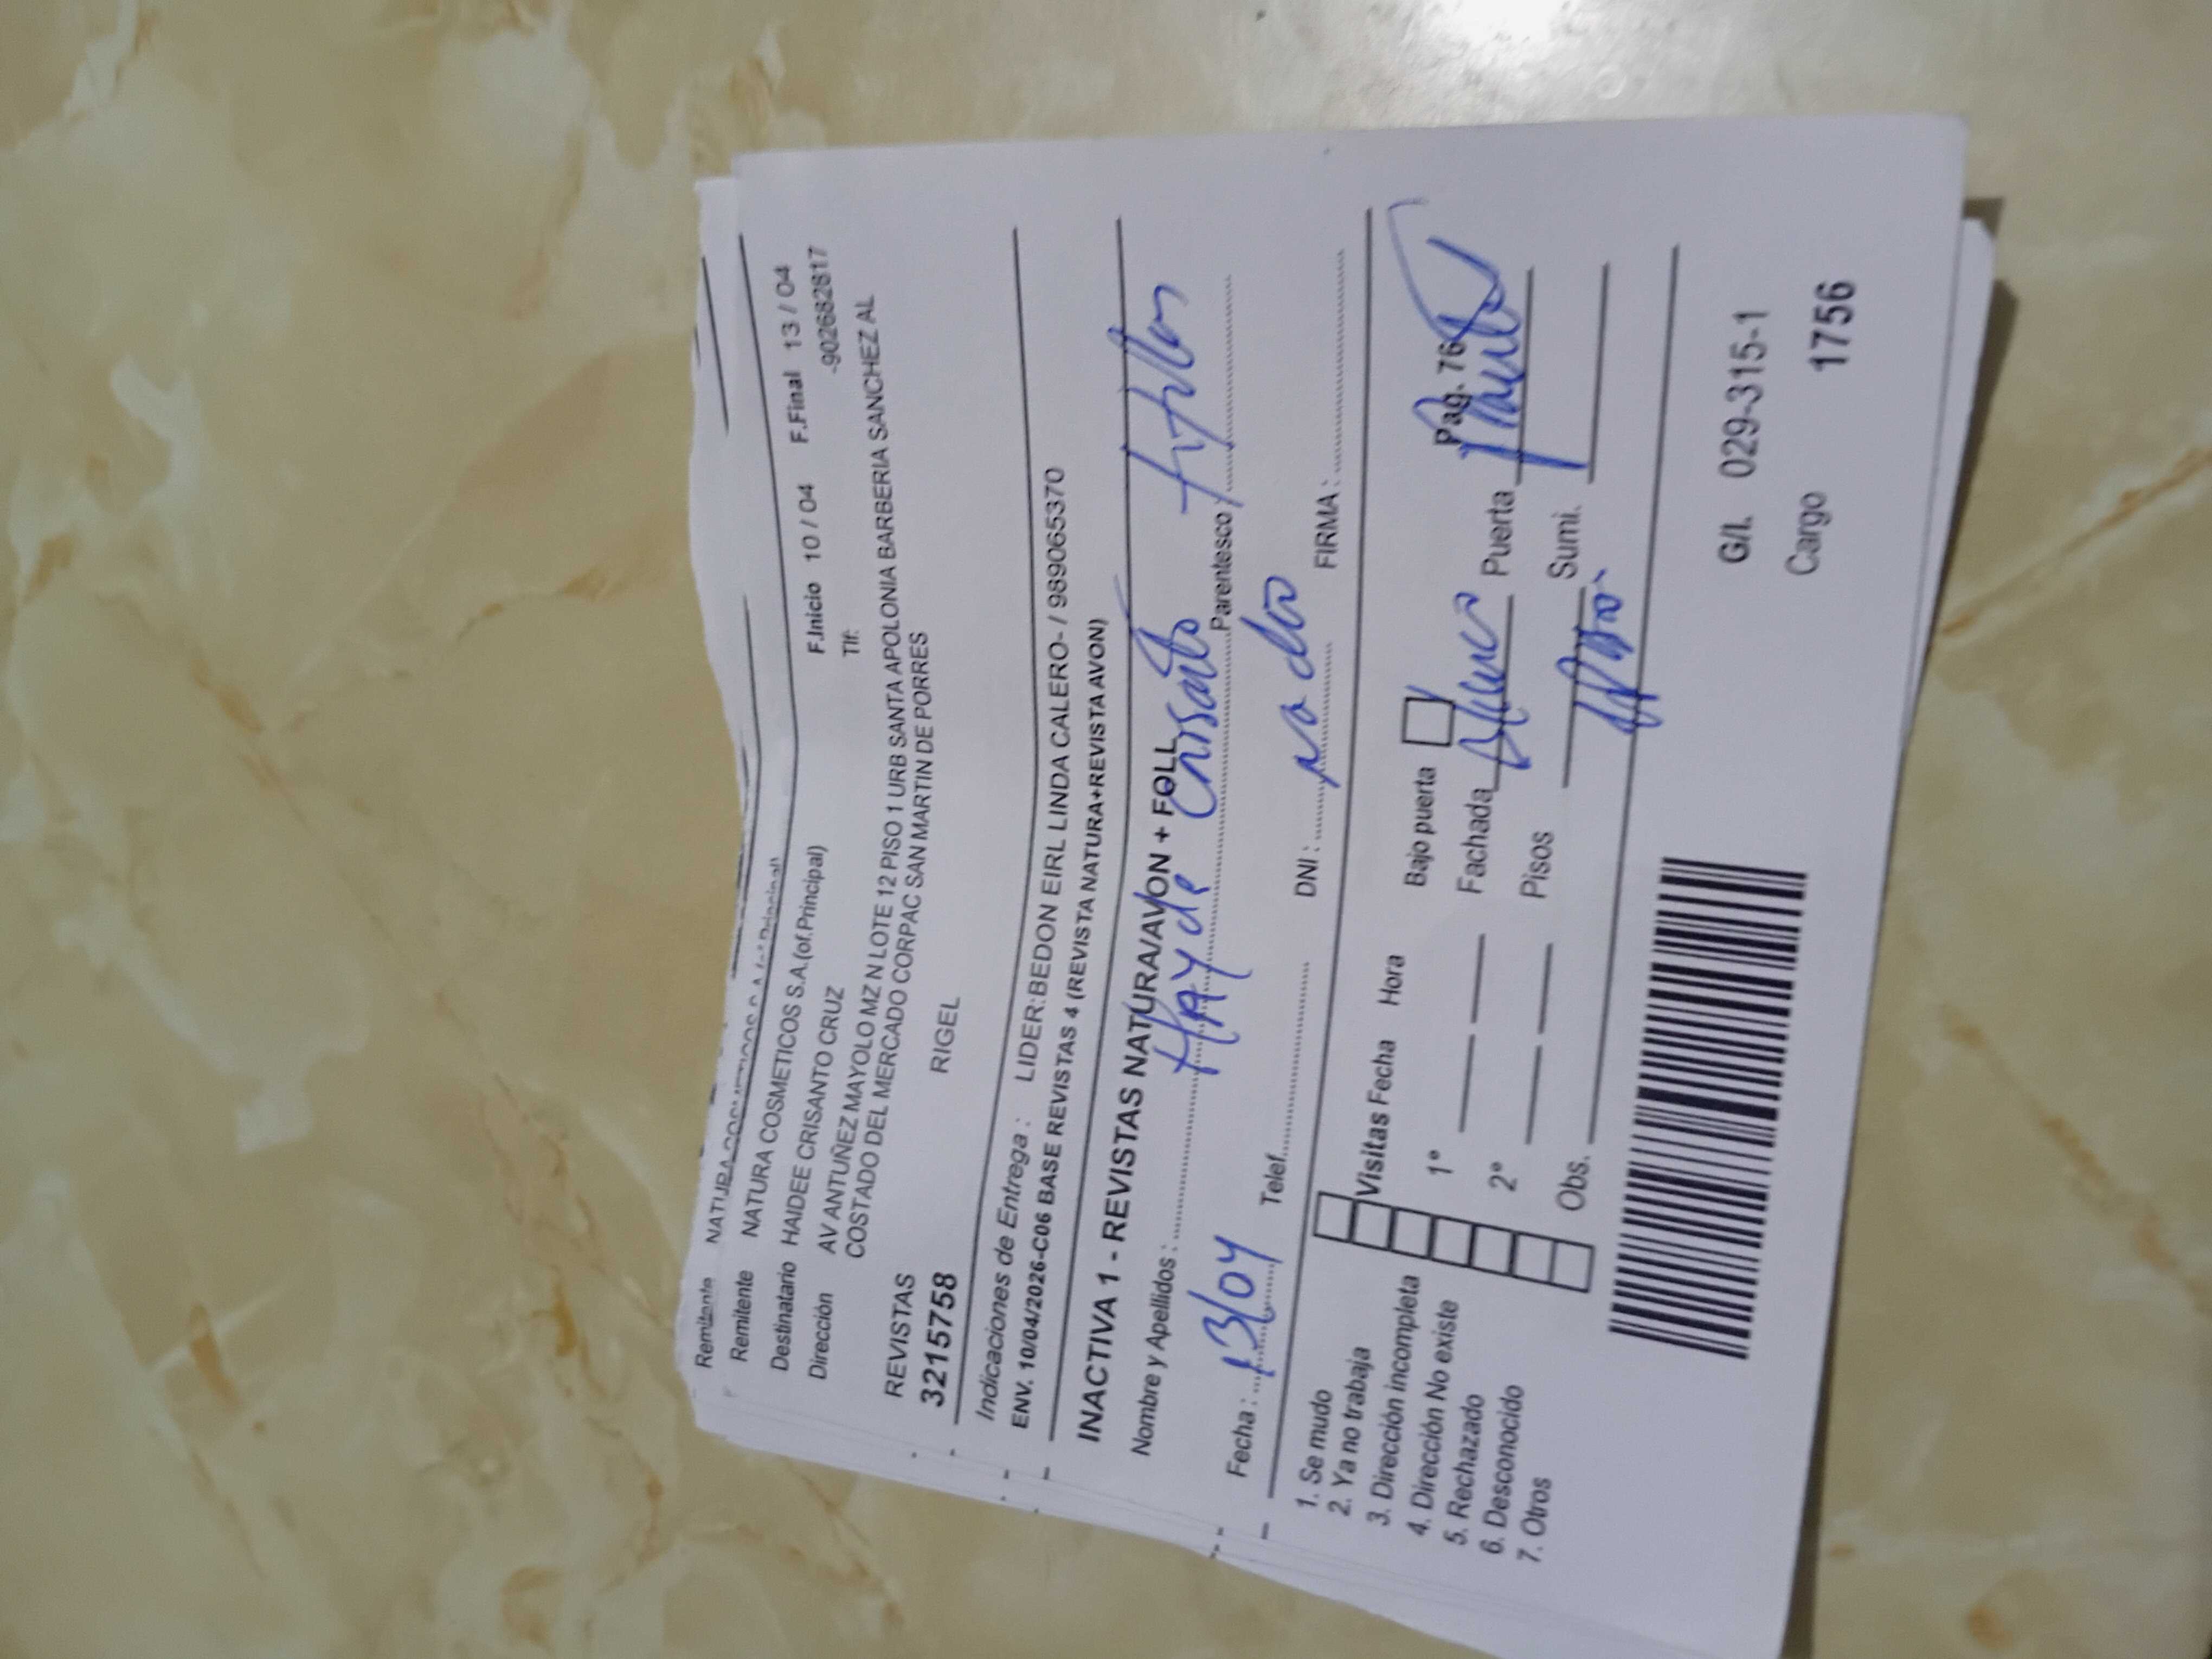 Remitente NATURA COSMETICOS S.A.
Remitente NATURA COSMETICOS S.A.(of.Principal)
Destinatario HAIDEE CRISANTO CRUZ F.Inicio 10 / 04 F.Final 13 / 04
Dirección AV ANTUÑEZ MAYOLO MZ N LOTE 12 PISO 1 URB SANTA APOLONIA BARBERIA SANCHEZ AL Tlf: -902682817
COSTADO DEL MERCADO CORPAC SAN MARTIN DE PORRES
REVISTAS
3215758 RIGEL
Indicaciones de Entrega : LIDER:BEDON EIRL LINDA CALERO- / 989065370
ENV. 10/04/2026-C06 BASE REVISTAS 4 (REVISTA NATURA+REVISTA AVON)
INACTIVA 1 - REVISTAS NATURA/AVON + FOLL
Nombre y Apellidos : HAYde Crisanto Parentesco : titular
Fecha : 13/04 Telef. DNI : no dio FIRMA :
1. Se mudo
2. Ya no trabaja
3. Dirección incompleta
4. Dirección No existe
5. Rechazado
6. Desconocido
7. Otros
Visitas Fecha Hora Bajo puerta Pag. 76
1° Fachada Puerta
2° Pisos Sumi.
Obs.
G/I. 029-315-1
Cargo 1756